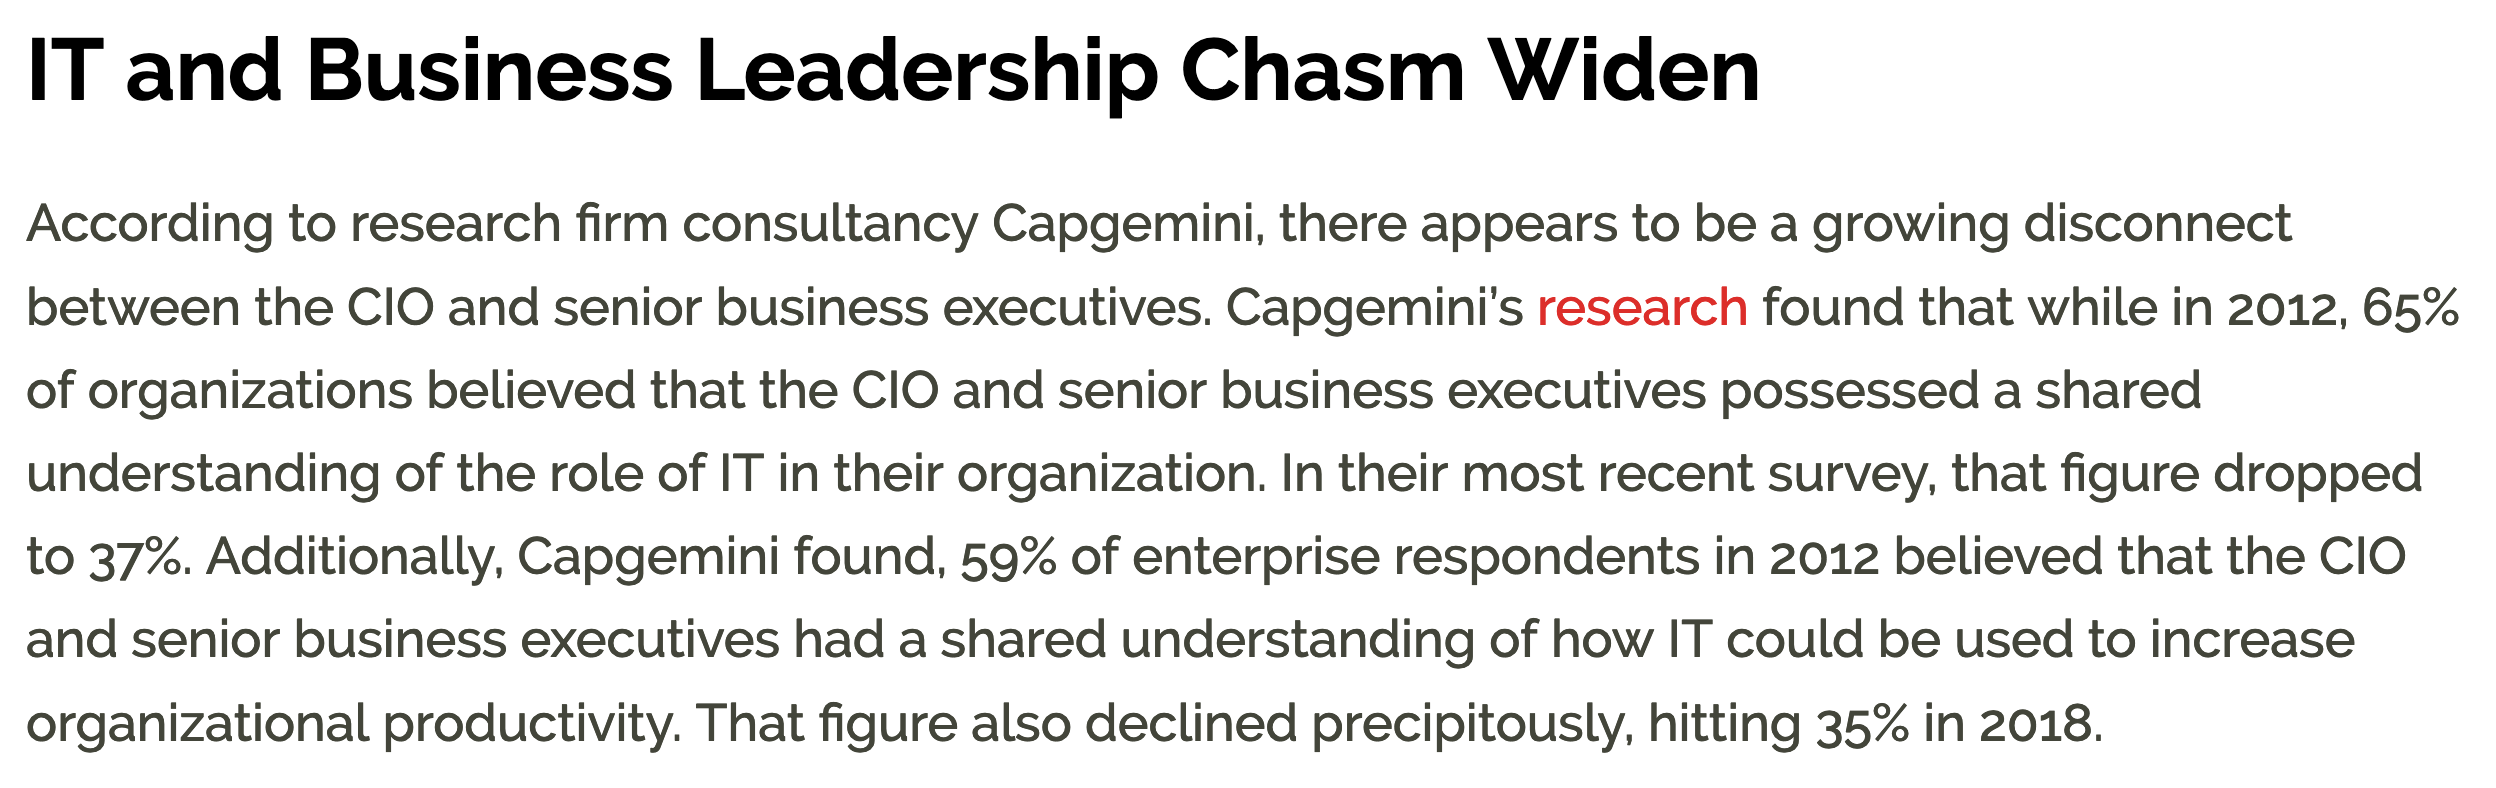 IT and Business Leadership Chasm Widen
According to research firm consultancy Capgemini, there appears to be a growing disconnect
between the CIO and senior business executives. Capgemini’s research found that while in 2012, 65%
of organizations believed that the CIO and senior business executives possessed a shared
understanding of the role of IT in their organization. In their most recent survey, that figure dropped
to 37%. Additionally, Capgemini found, 59% of enterprise respondents in 2012 believed that the CIO
and senior business executives had a shared understanding of how IT could be used to increase
organizational productivity. That figure also declined precipitously, hitting 35% in 2018.